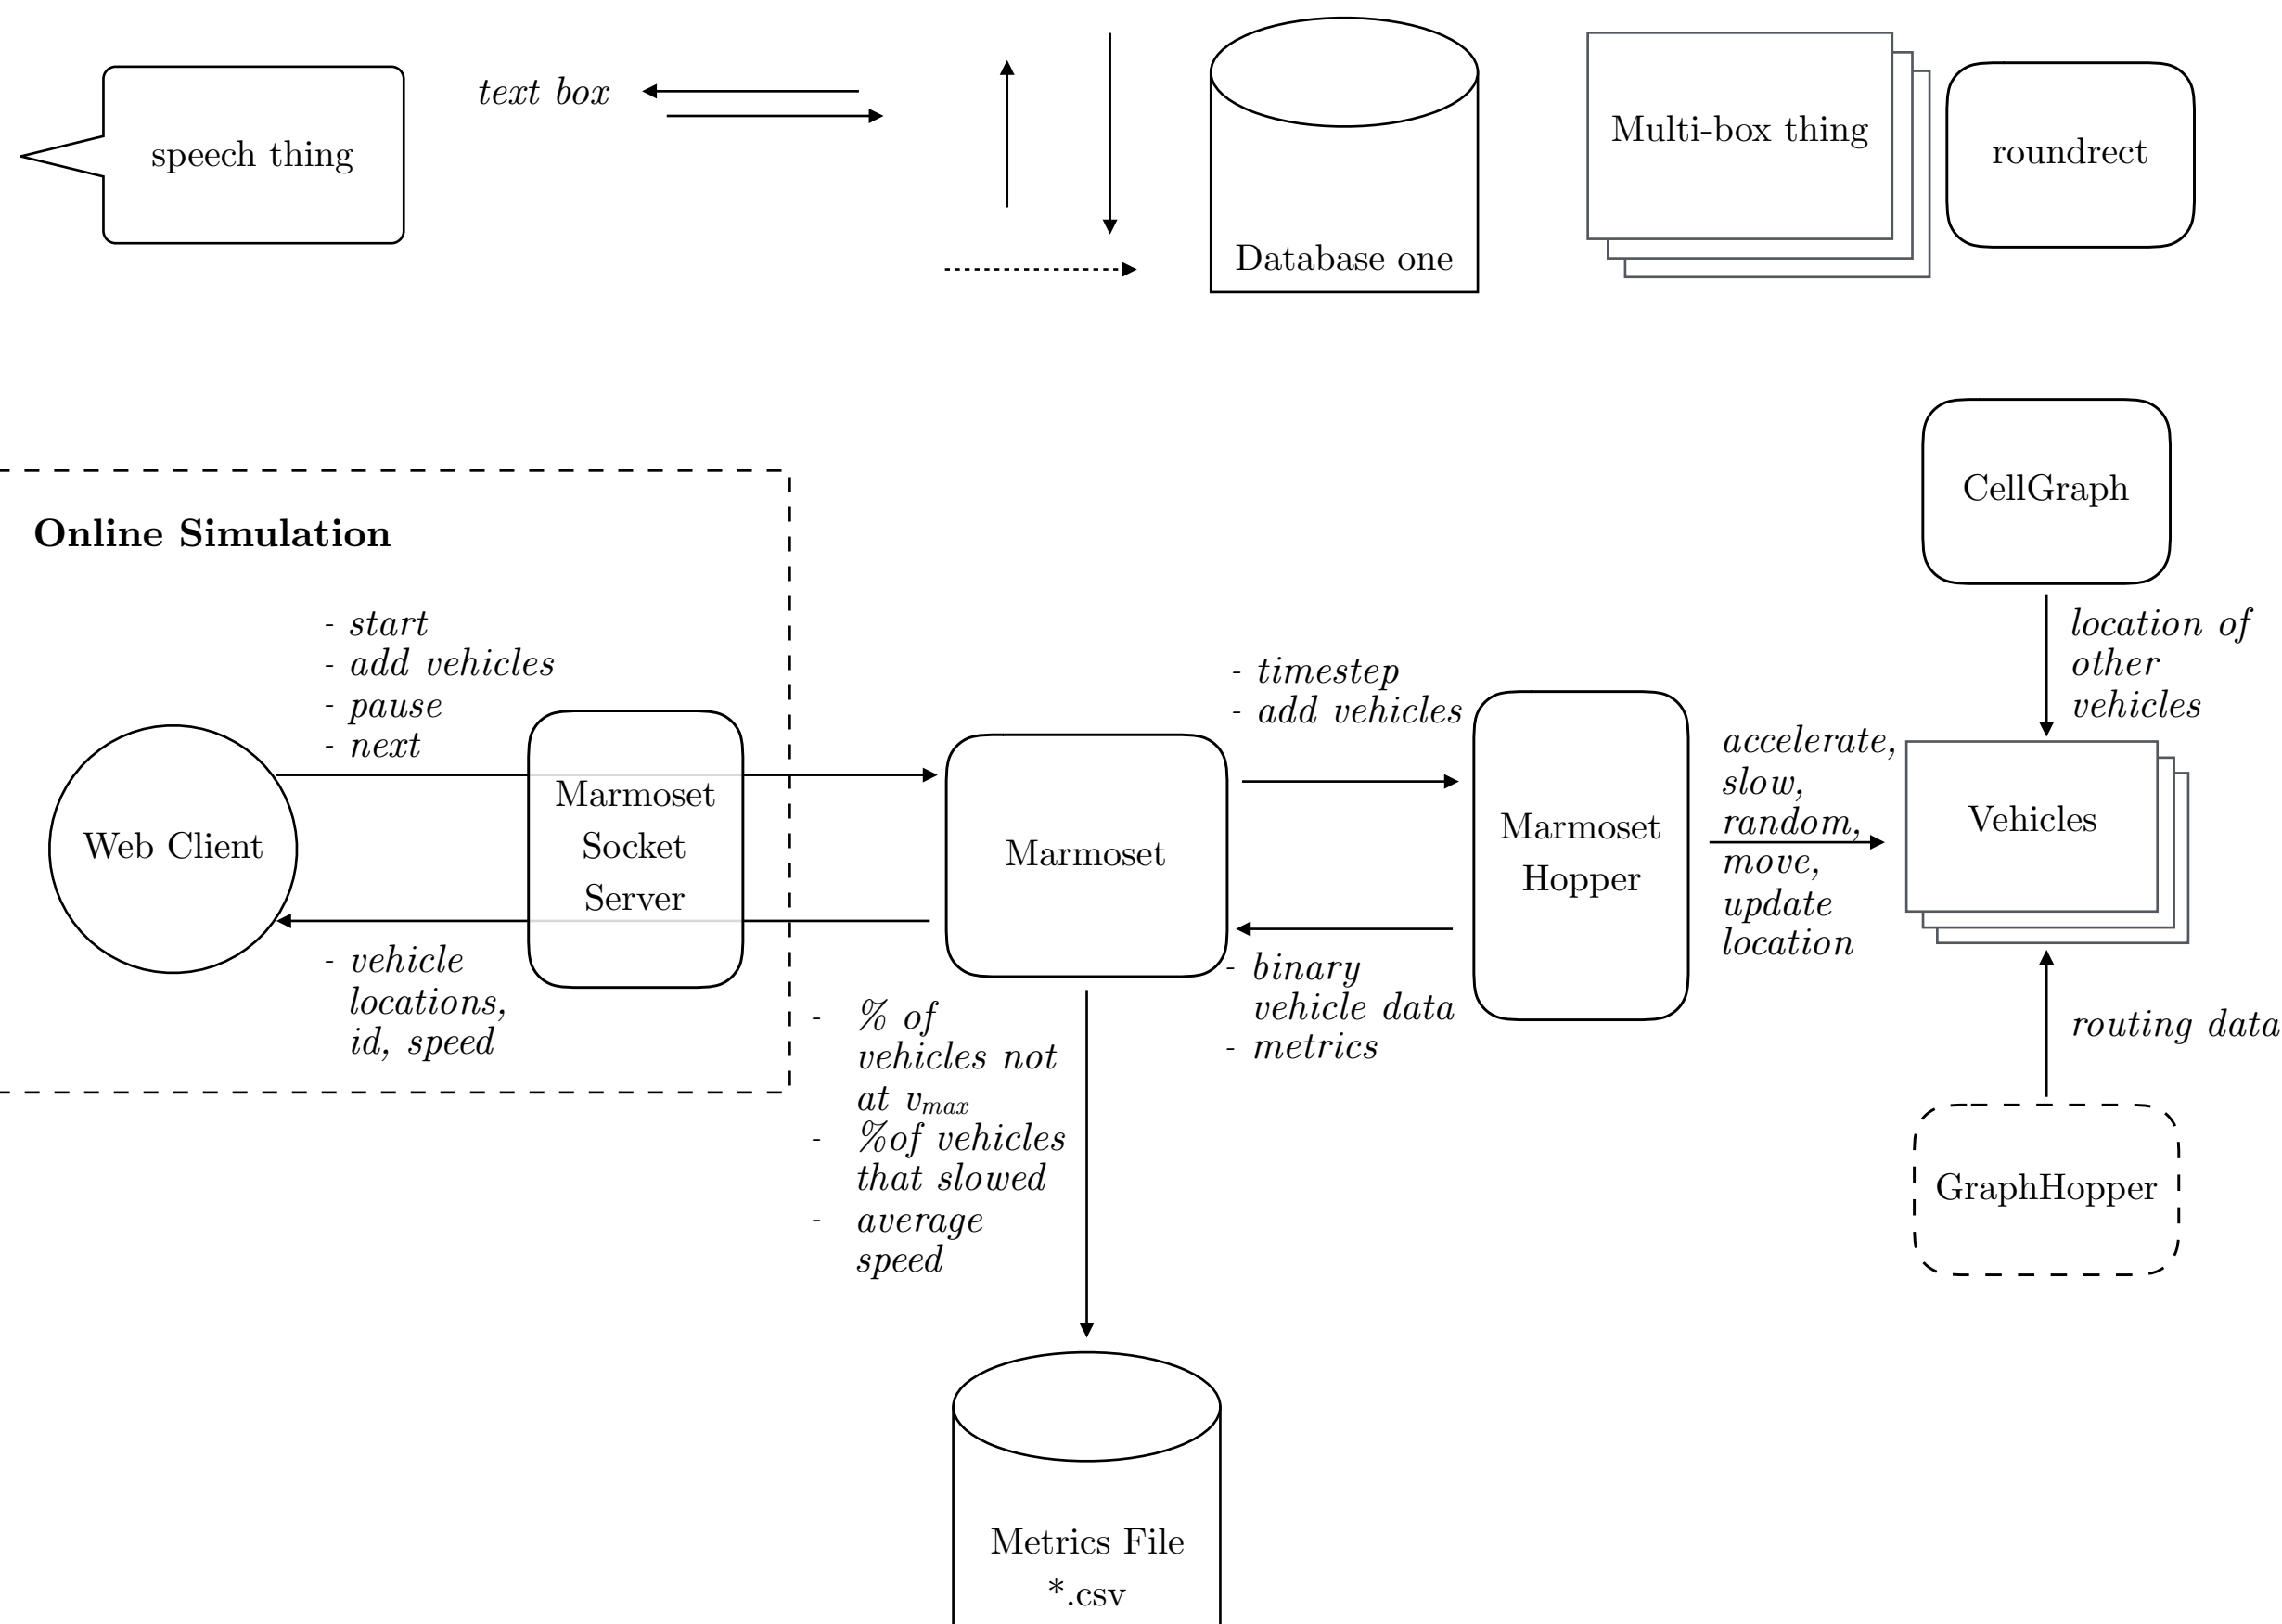 speech thing
text box
Database one
Multi-box thing
roundrect
CellGraph
Online Simulation
- start
- add vehicles
- pause
- next
location of
other
vehicles
- timestep
- add vehicles
Web Client
Marmoset
Socket
Server
Marmoset
Marmoset
Hopper
accelerate,
slow,
random,
move,
update
location
Vehicles
- vehicle
locations,
id, speed
- % of
vehicles not
at vmax
- %of vehicles
that slowed
- average
speed
- binary
vehicle data
- metrics
routing data
GraphHopper
Metrics File
*.csv